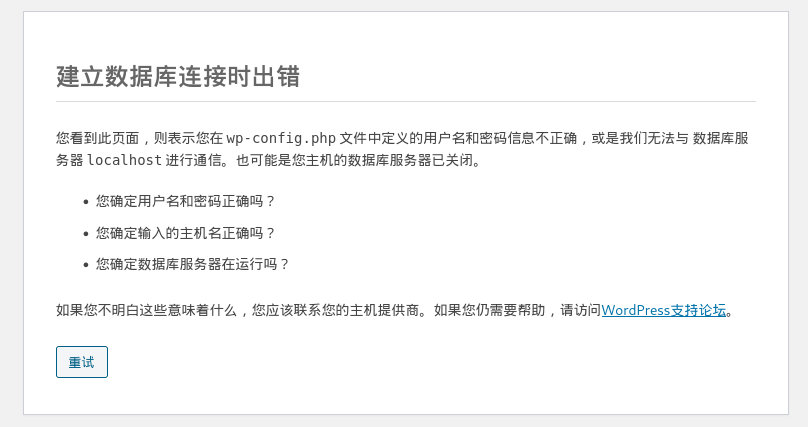 建立数据库连接时出错
您看到此页面，则表示您在 wp-config.php 文件中定义的用户名和密码信息不正确，或是我们无法与 数据库服
务器 localhost 进行通信。也可能是您主机的数据库服务器已关闭。
• 您确定用户名和密码正确吗？
• 您确定输入的主机名正确吗？
• 您确定数据库服务器在运行吗？
如果您不明白这些意味着什么，您应该联系您的主机提供商。如果您仍需要帮助，请访问WordPress支持论坛。
重试